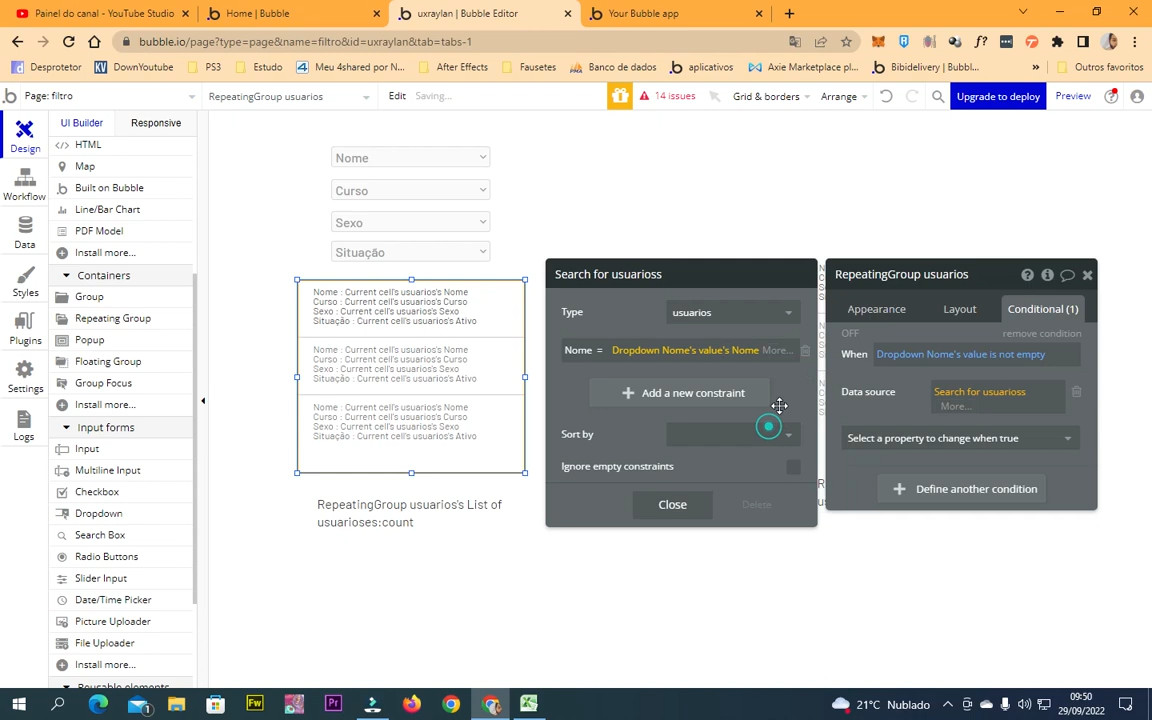 Painel do canal - YouTube Studio
Home | Bubble
uxraylan | Bubble Editor
Your Bubble app
bubble.io/page?type=page&name=filtro&id=uxraylan&tab=tabs-1
Desprotetor
DownYoutube
PS3
Estudo
Meu 4shared por N...
After Effects
Fausetes
Banco de dados
aplicativos
Axie Marketplace pl...
Bibidelivery | Bubbl...
Outros favoritos
Page: filtro
RepeatingGroup usuarios
Edit
Saving...
14 issues
Grid & borders
Arrange
Upgrade to deploy
Preview
Design
Workflow
Data
Styles
Plugins
Settings
Logs
UI Builder
Responsive
HTML
Map
Built on Bubble
Line/Bar Chart
PDF Model
Install more...
Containers
Group
Repeating Group
Popup
Floating Group
Group Focus
Install more...
Input forms
Input
Multiline Input
Checkbox
Dropdown
Search Box
Radio Buttons
Slider Input
Date/Time Picker
Picture Uploader
File Uploader
Install more...
Reusable elements
Nome
Curso
Sexo
Situação
Nome : Current cell's usuarios's Nome
Curso : Current cell's usuarios's Curso
Sexo : Current cell's usuarios's Sexo
Situação : Current cell's usuarios's Ativo
Nome : Current cell's usuarios's Nome
Curso : Current cell's usuarios's Curso
Sexo : Current cell's usuarios's Sexo
Situação : Current cell's usuarios's Ativo
Nome : Current cell's usuarios's Nome
Curso : Current cell's usuarios's Curso
Sexo : Current cell's usuarios's Sexo
Situação : Current cell's usuarios's Ativo
RepeatingGroup usuarios's List of
usuarioses:count
Search for usuarioss
Type
usuarios
Nome = Dropdown Nome's value's Nome More...
Add a new constraint
Sort by
Ignore empty constraints
Close
Delete
RepeatingGroup usuarios
Appearance
Layout
Conditional (1)
OFF
remove condition
When
Dropdown Nome's value is not empty
Data source
Search for usuarioss
More...
Select a property to change when true
Define another condition
21°C Nublado
09:50
29/09/2022